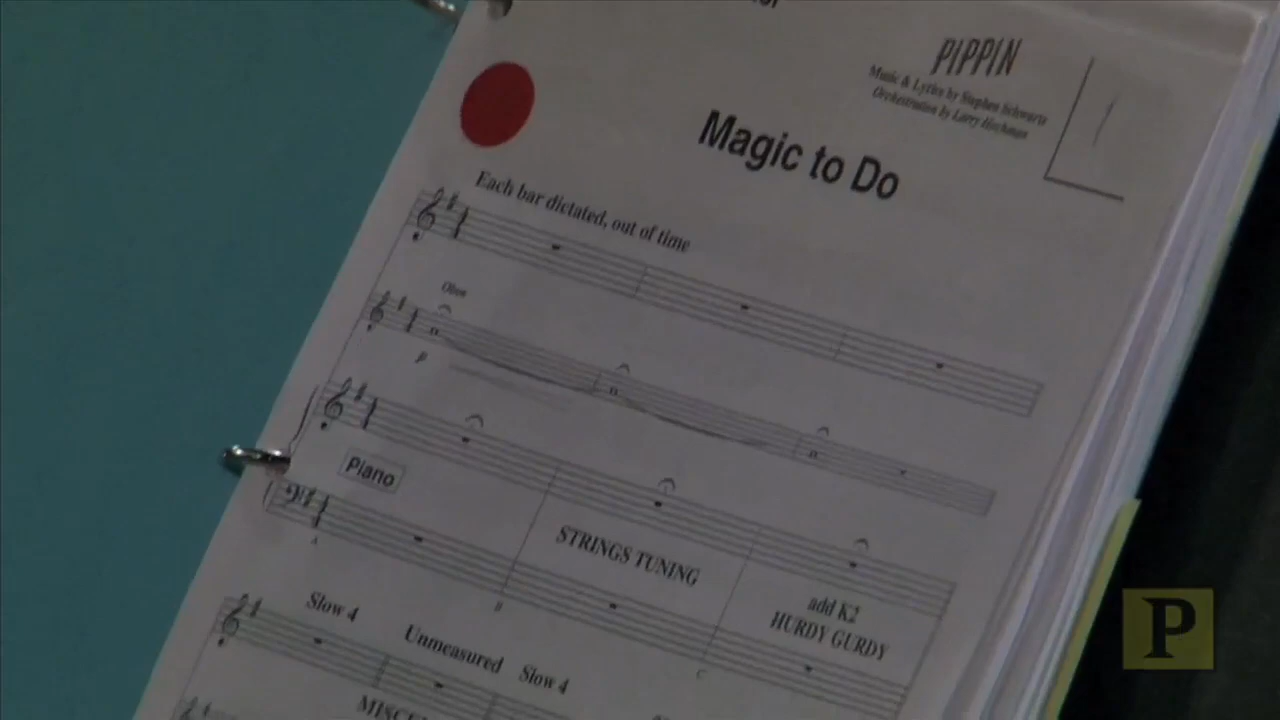 PIPPIN
Music & Lyrics by Stephen Schwartz
Orchestration by Larry Hochman
1
Magic to Do
Each bar dictated, out of time
Oboe
p
Piano
STRINGS TUNING
add K2
HURDY GURDY
A
B
C
Slow 4
Unmeasured
Slow 4
P